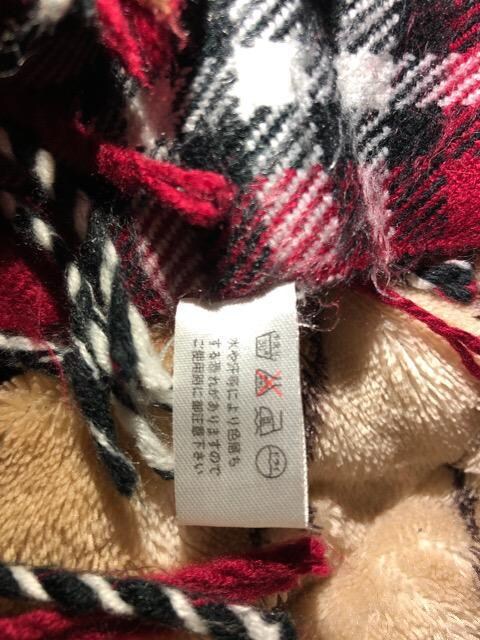 水や汗等により色落ち
する恐れがありますので
ご使用前に御注意下さい